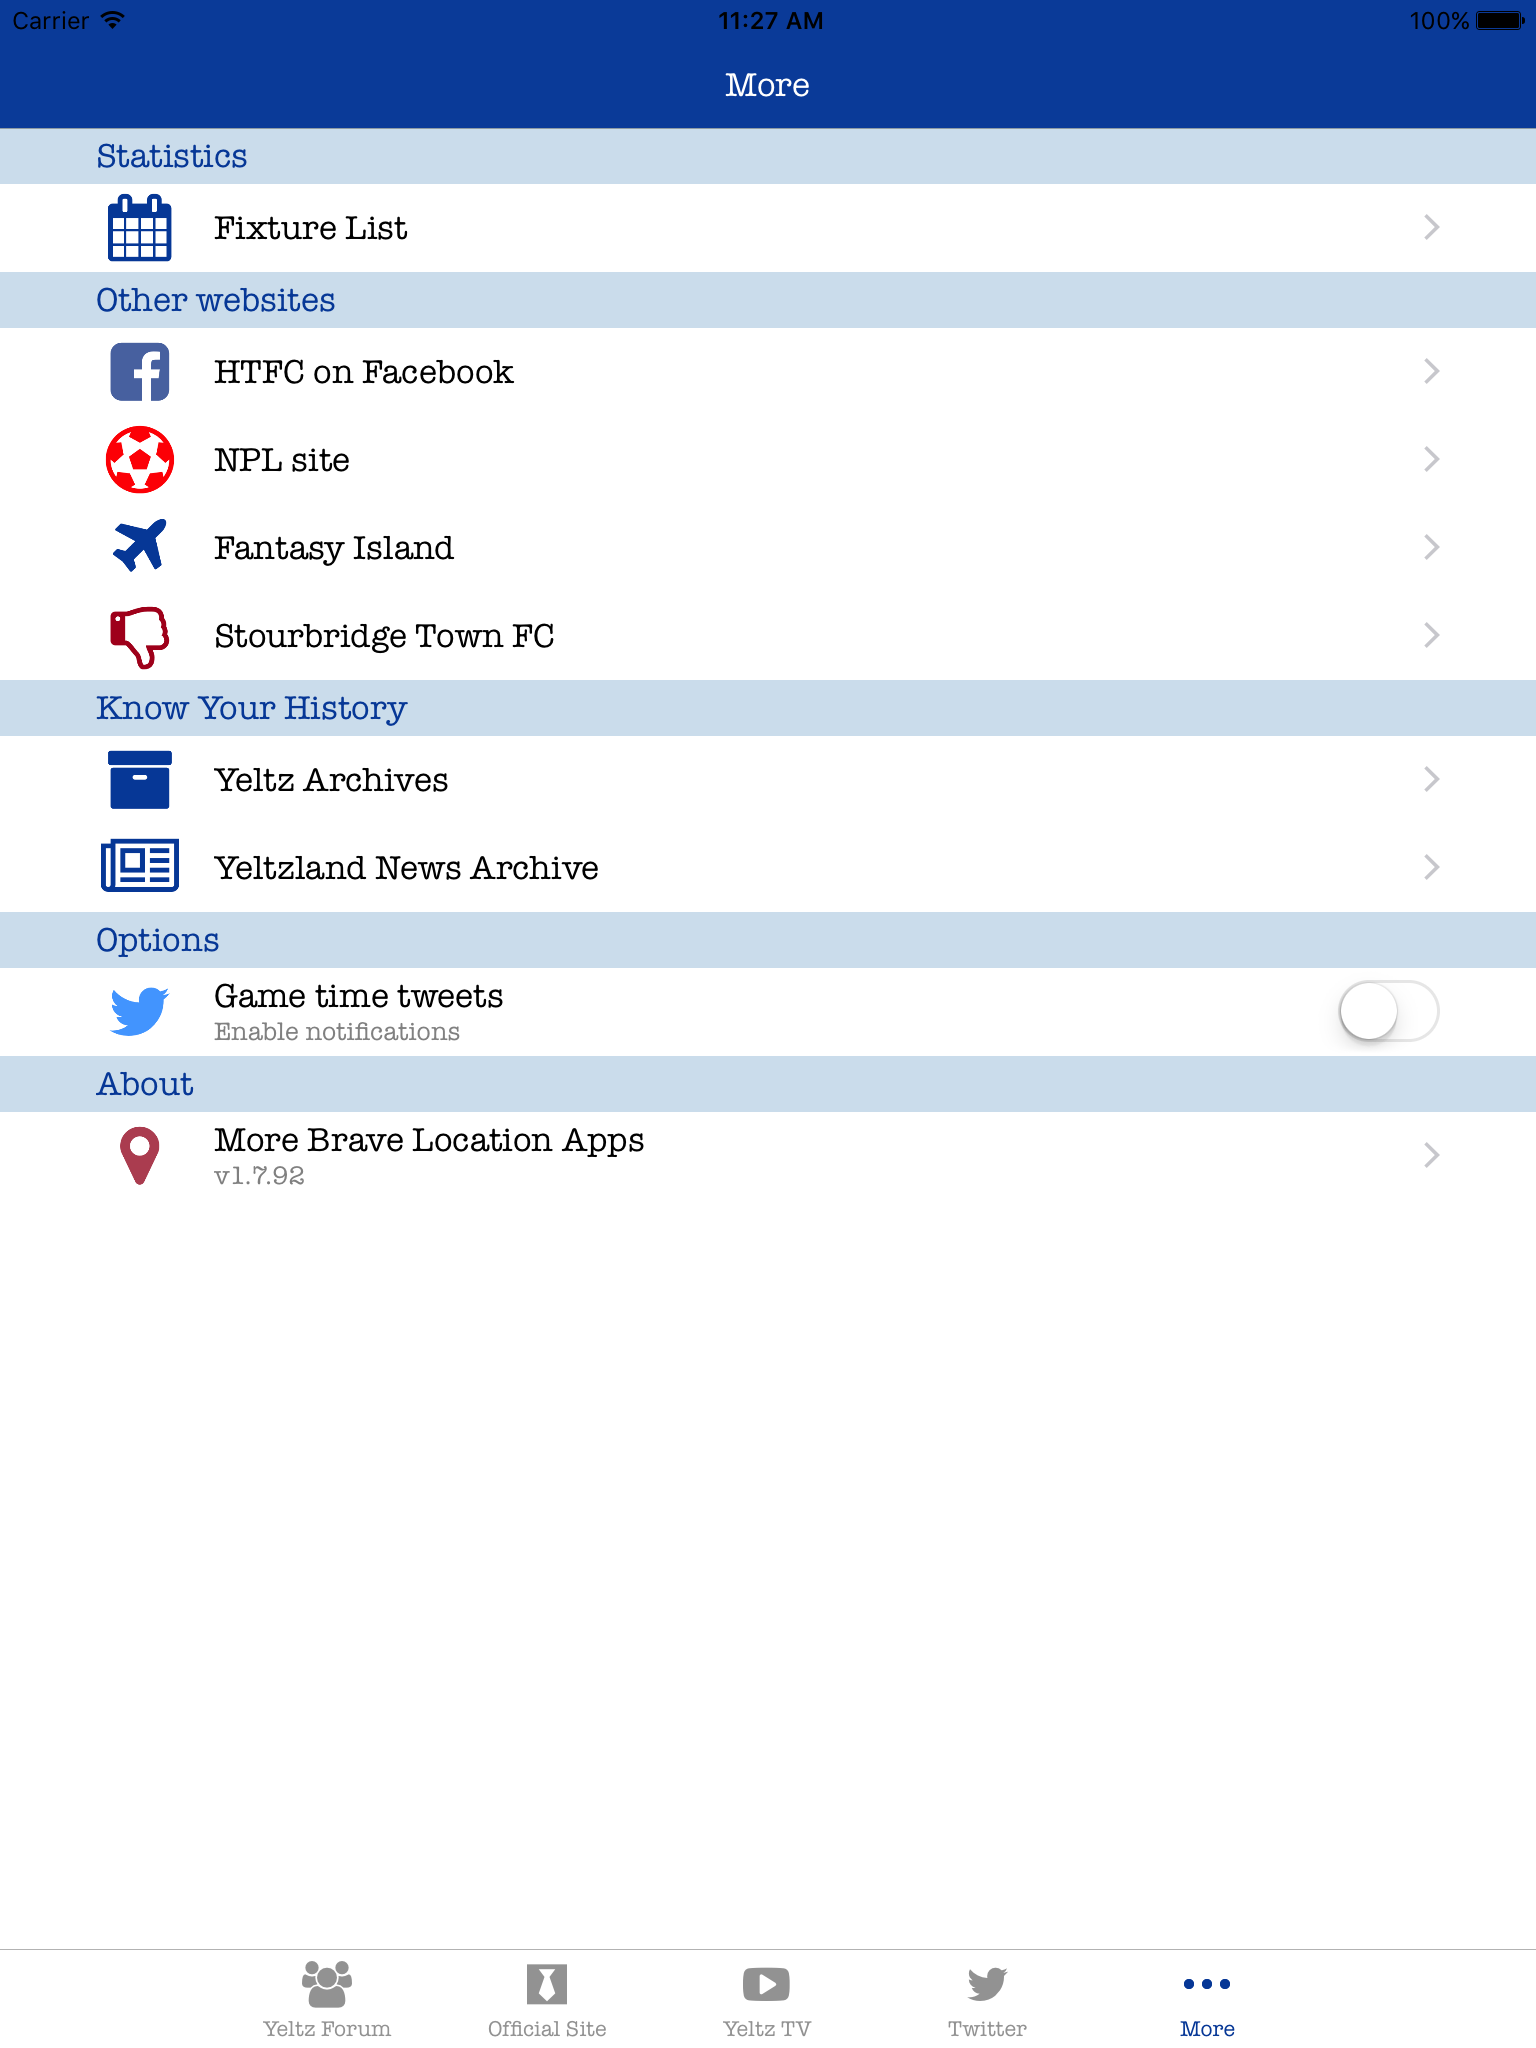 Carrier 11:27 AM 100%
More
Statistics
Fixture List
Other websites
HTFC on Facebook
NPL site
Fantasy Island
Stourbridge Town FC
Know Your History
Yeltz Archives
Yeltzland News Archive
Options
Game time tweets
Enable notifications
About
More Brave Location Apps
v1.7.92
Yeltz Forum Official Site Yeltz TV Twitter More